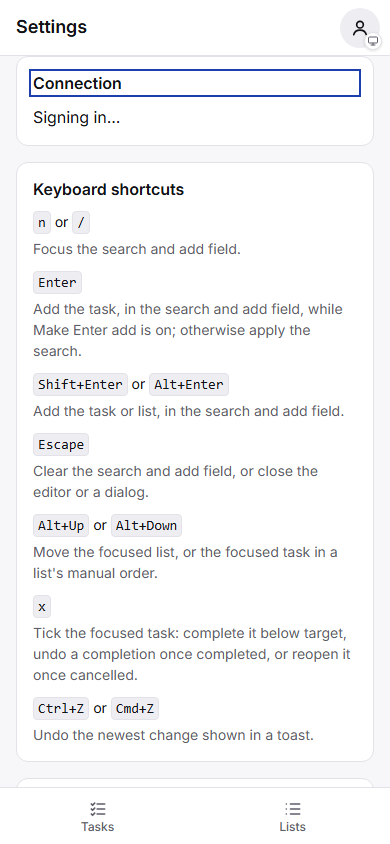 Settings
Connection
Signing in...
Keyboard shortcuts
n or /
Focus the search and add field.
Enter
Add the task, in the search and add field, while
Make Enter add is on; otherwise apply the
search.
Shift+Enter or Alt+Enter
Add the task or list, in the search and add field.
Escape
Clear the search and add field, or close the
editor or a dialog.
Alt+Up or Alt+Down
Move the focused list, or the focused task in a
list's manual order.
x
Tick the focused task: complete it below target,
undo a completion once completed, or reopen it
once cancelled.
Ctrl+Z or Cmd+Z
Undo the newest change shown in a toast.
Tasks
Lists